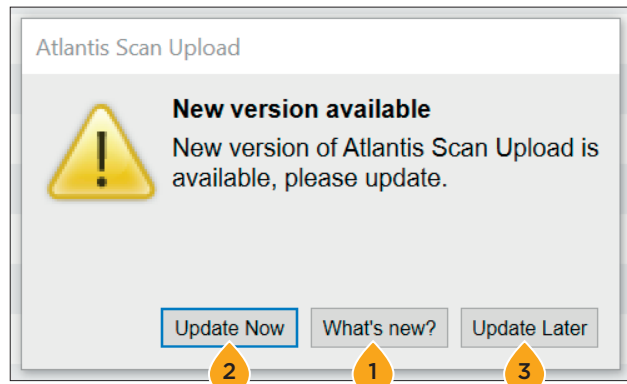 Atlantis Scan Upload
New version available
New version of Atlantis Scan Upload is
available, please update.
Update Now What's new? Update Later
2 1 3